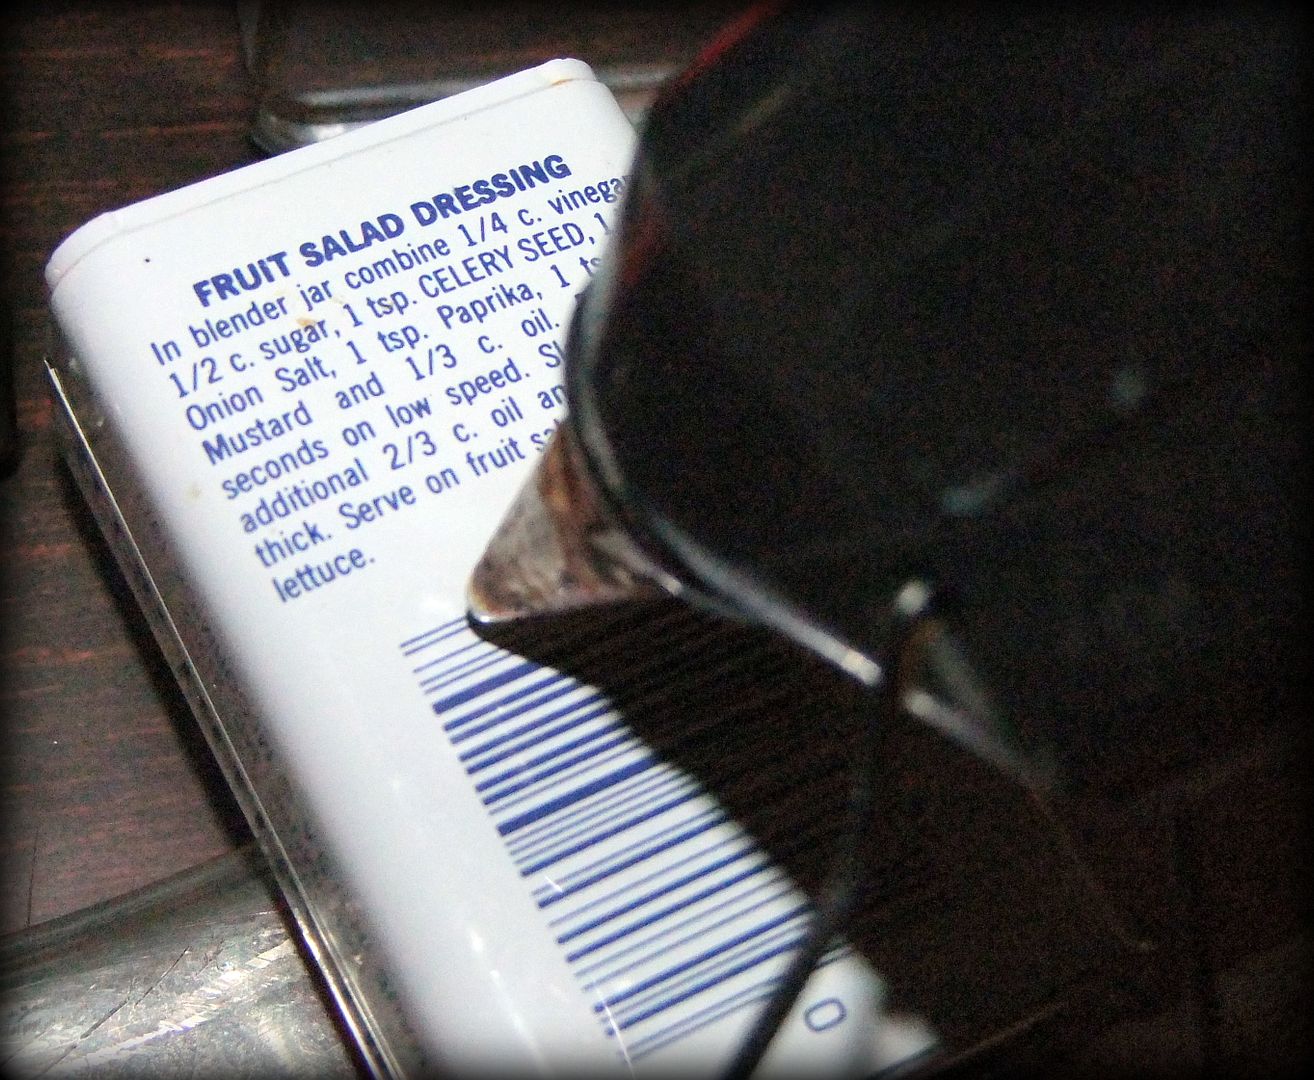 FRUIT SALAD DRESSING
In blender jar combine 1/4 c. vinegar
1/2 c. sugar, 1 tsp. CELERY SEED, 1
Onion Salt, 1 tsp. Paprika, 1
Mustard and 1/3 c. oil.
seconds on low speed.
additional 2/3 c. oil
thick. Serve on fruit
lettuce.
0